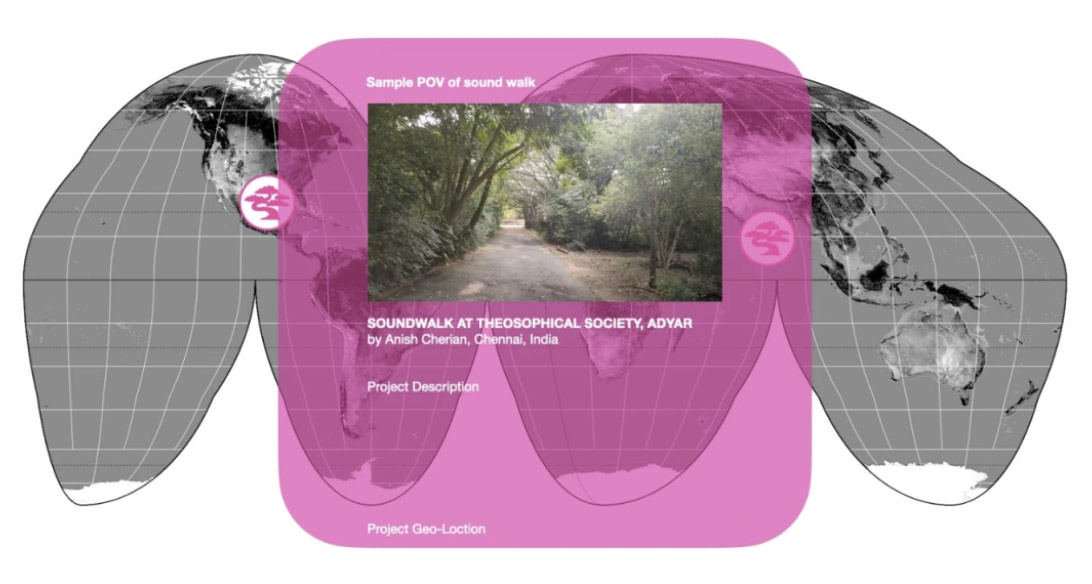 Sample POV of sound walk
SOUNDWALK AT THEOSOPHICAL SOCIETY, ADYAR
by Anish Cherian, Chennai, India
Project Description
Project Geo-Loction